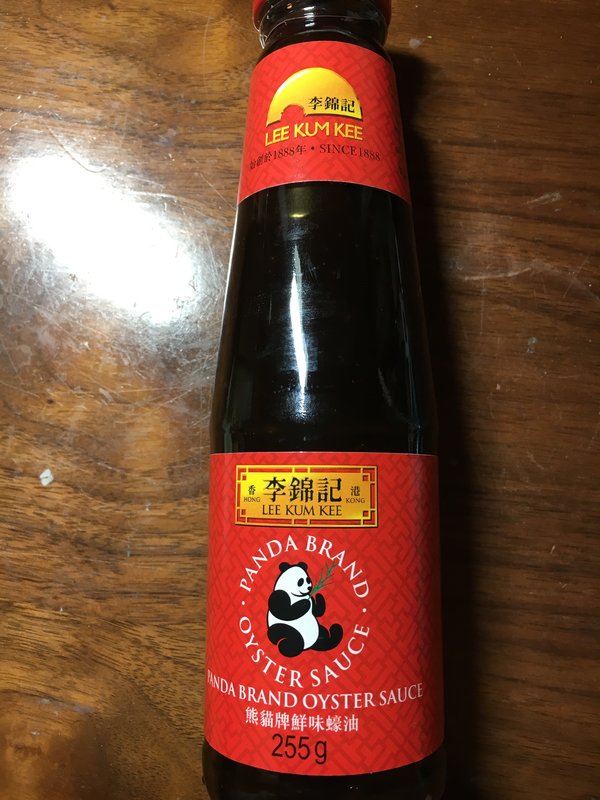 李錦記
LEE KUM KEE
始創於1888年・SINCE1888
香 李錦記 港
HONG LEE KUM KEE KONG
· PANDA BRAND ·
OYSTER SAUCE
PANDA BRAND OYSTER SAUCE
熊貓牌鮮味蠔油
255g